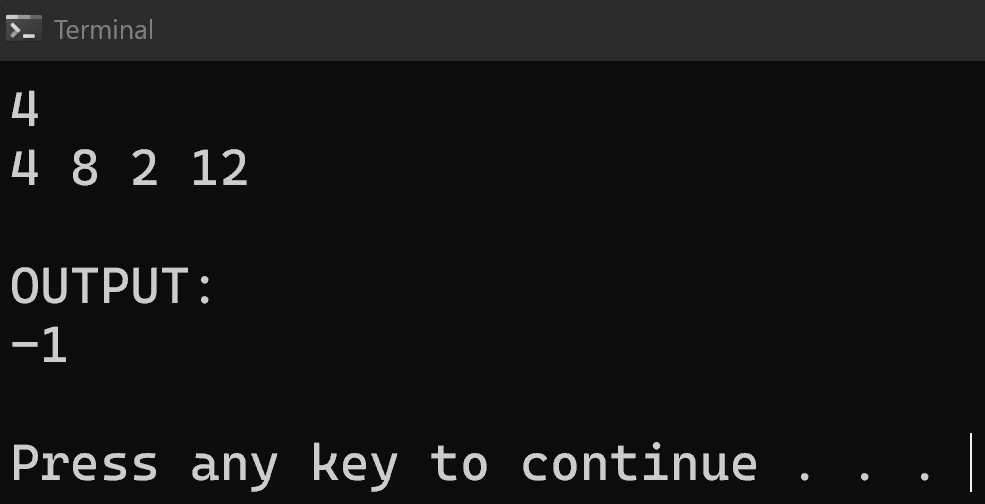 Terminal
4
4 8 2 12
OUTPUT:
-1
Press any key to continue . . .